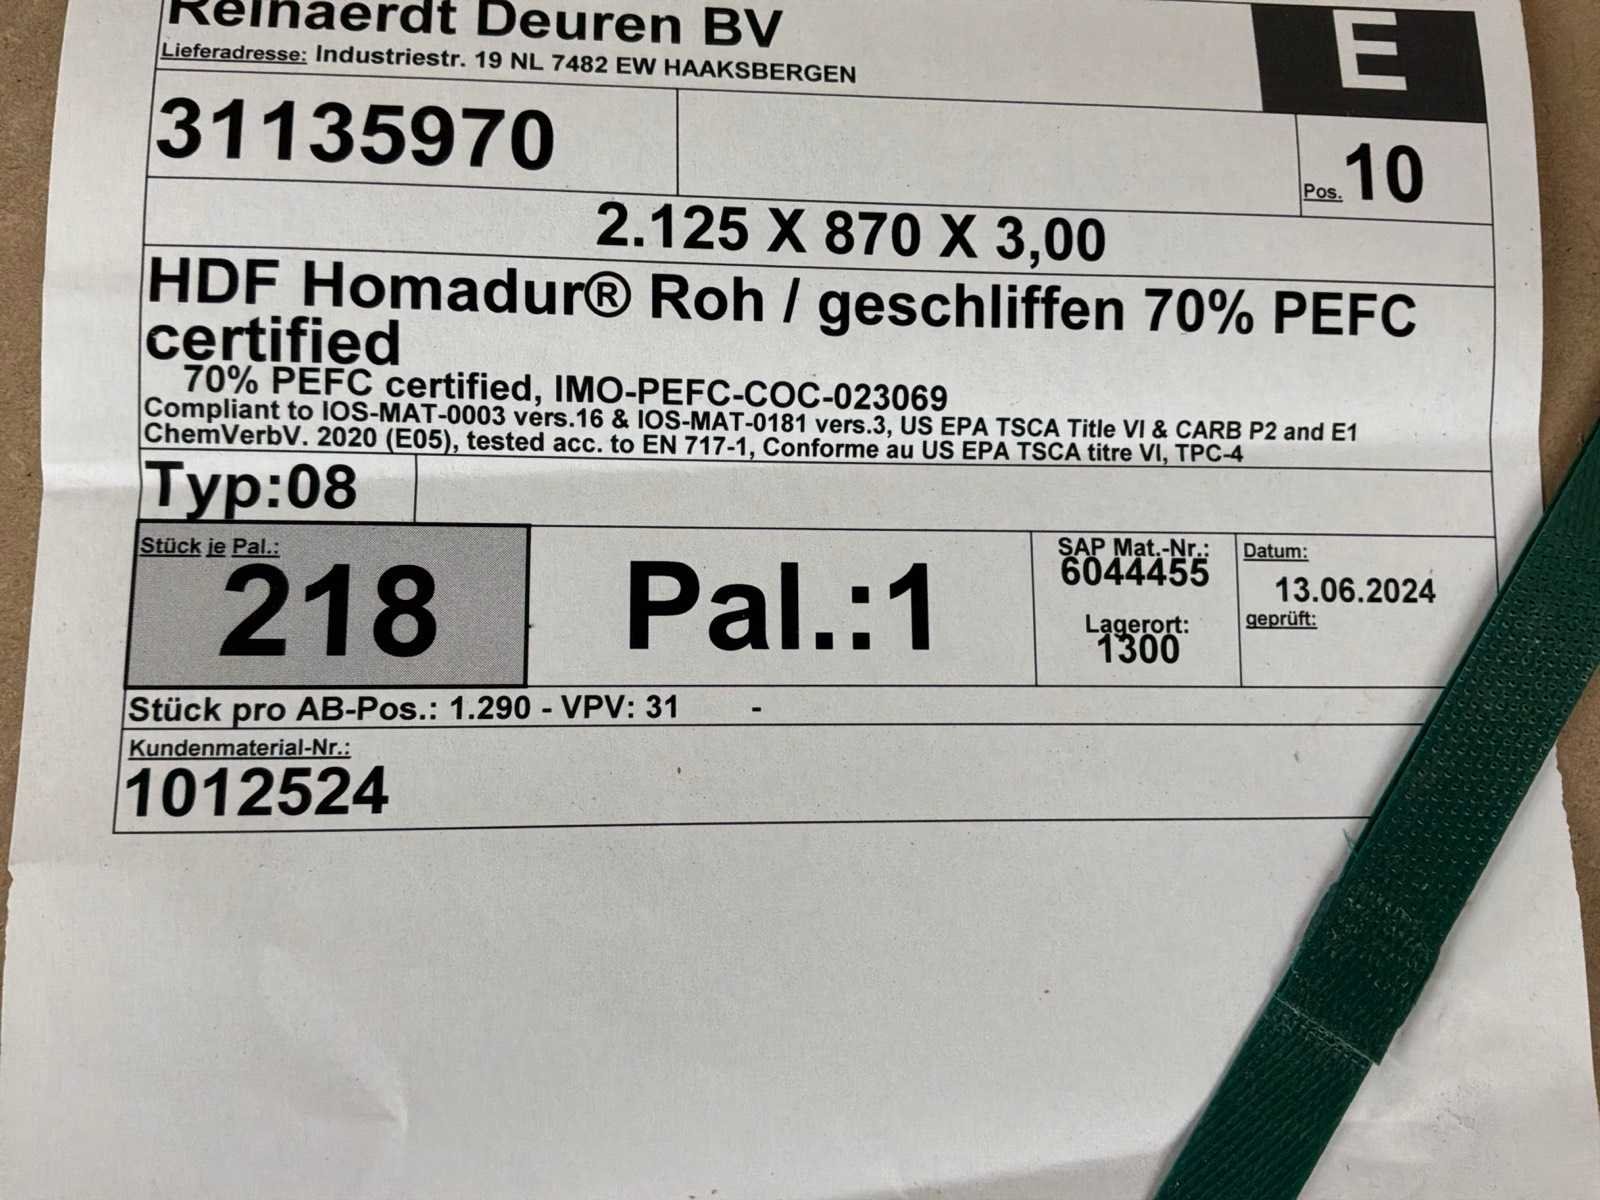 Reinaerdt Deuren BV
E
Lieferadresse: Industriestr. 19 NL 7482 EW HAAKSBERGEN
31135970
Pos. 10
2.125 X 870 X 3,00
HDF Homadur® Roh / geschliffen 70% PEFC
certified
70% PEFC certified, IMO-PEFC-COC-023069
Compliant to IOS-MAT-0003 vers.16 & IOS-MAT-0181 vers.3, US EPA TSCA Title VI & CARB P2 and E1
ChemVerbV. 2020 (E05), tested acc. to EN 717-1, Conforme au US EPA TSCA titre VI, TPC-4
Typ:08
Stück je Pal.:
218
Pal.:1
SAP Mat.-Nr.:
6044455
Lagerort:
1300
Datum:
13.06.2024
geprüft:
Stück pro AB-Pos.: 1.290 - VPV: 31 -
Kundenmaterial-Nr.:
1012524